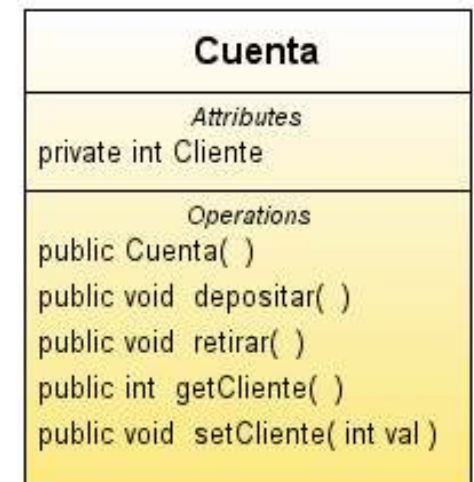 Cuenta
Attributes
private int Cliente
Operations
public Cuenta( )
public void depositar( )
public void retirar( )
public int getCliente( )
public void setCliente( int val )